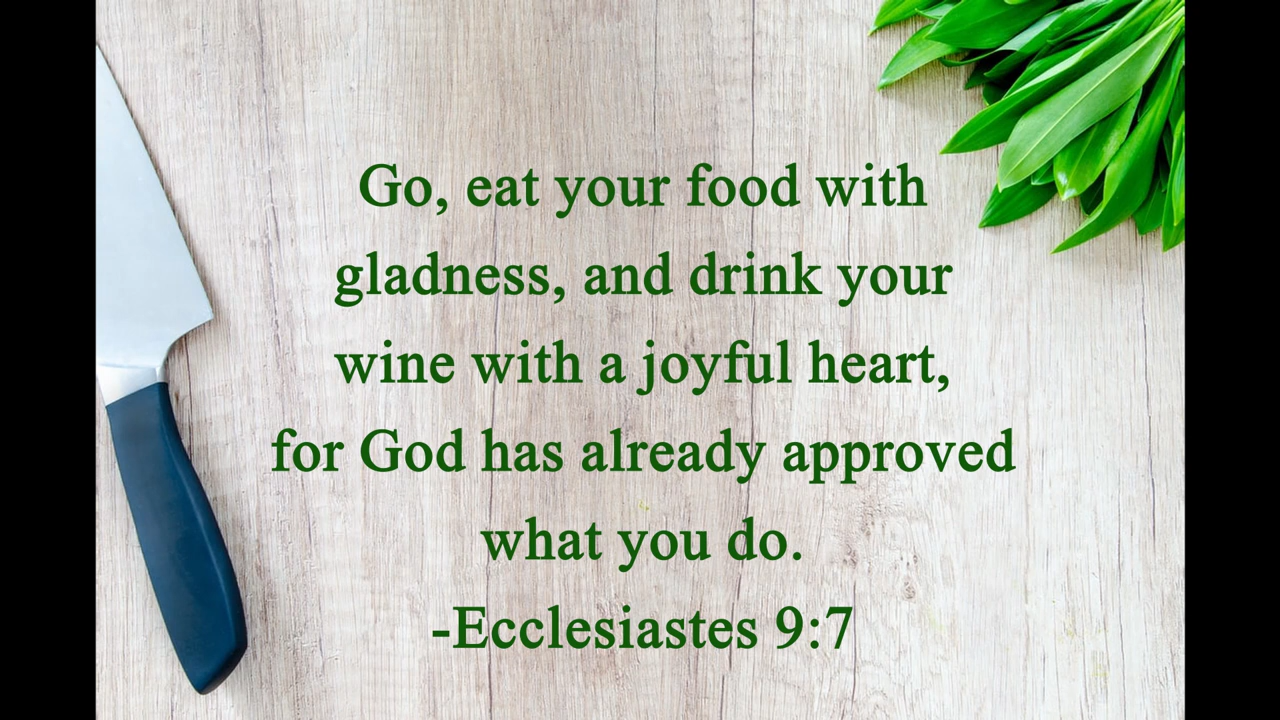 Go, eat your food with
gladness, and drink your
wine with a joyful heart,
for God has already approved
what you do.
-Ecclesiastes 9:7